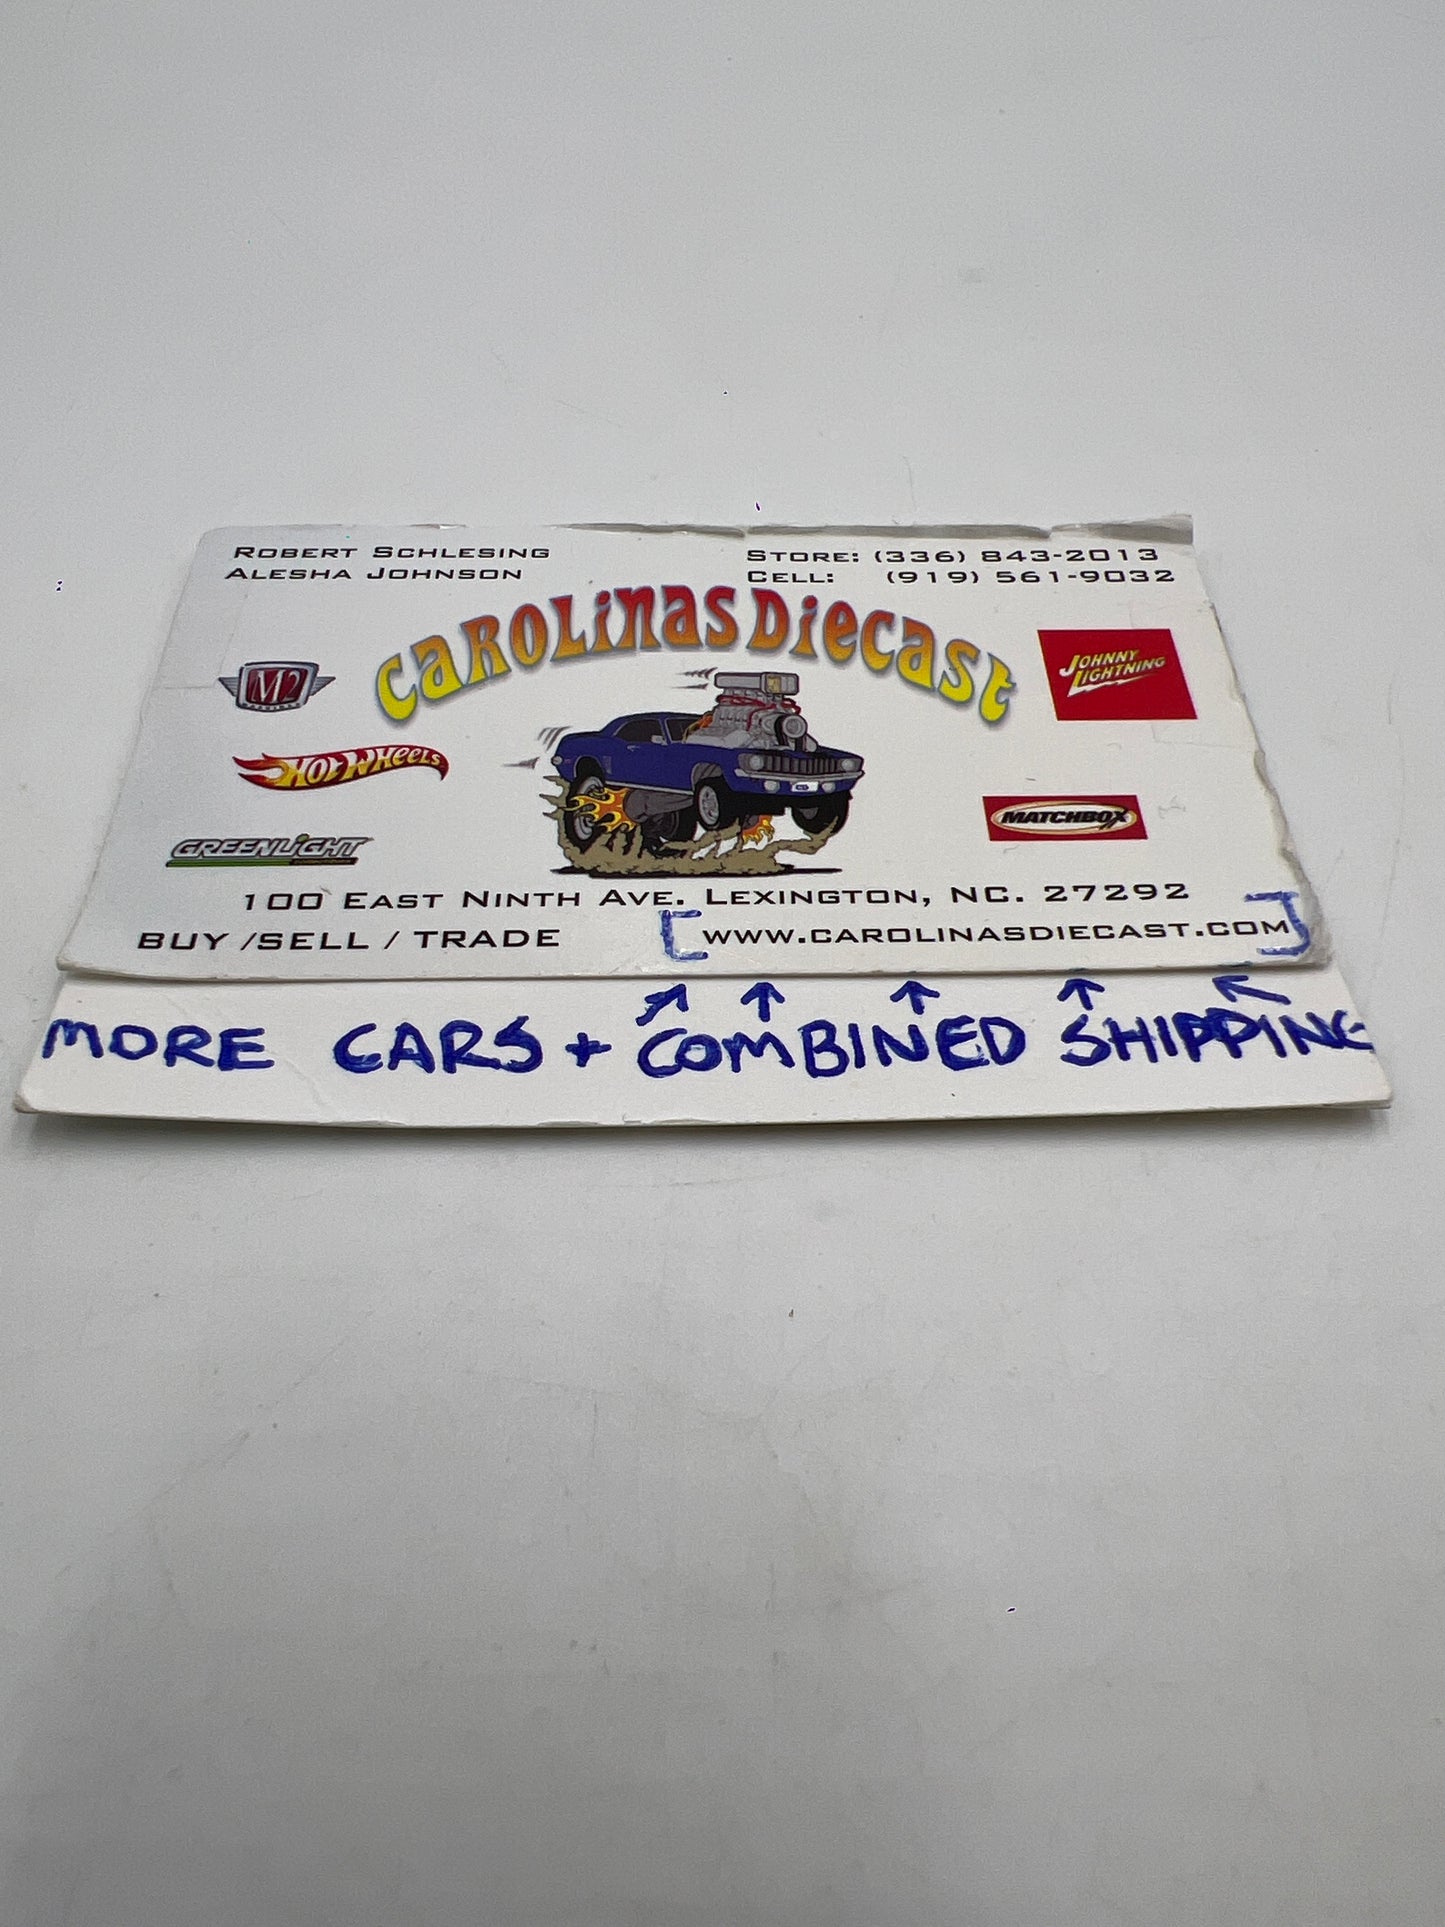 ROBERT SCHLESING
ALESHA JOHNSON
STORE: (336) 843-2013
CELL: (919) 561-9032
CAROLINAS DIECAST
M2
JOHNNY LIGHTNING
HOT WHEELS
MATCHBOX
GREENLIGHT
100 EAST NINTH AVE. LEXINGTON, NC. 27292
BUY /SELL / TRADE [WWW.CAROLINASDIECAST.COM]
MORE CARS + COMBINED SHIPPING